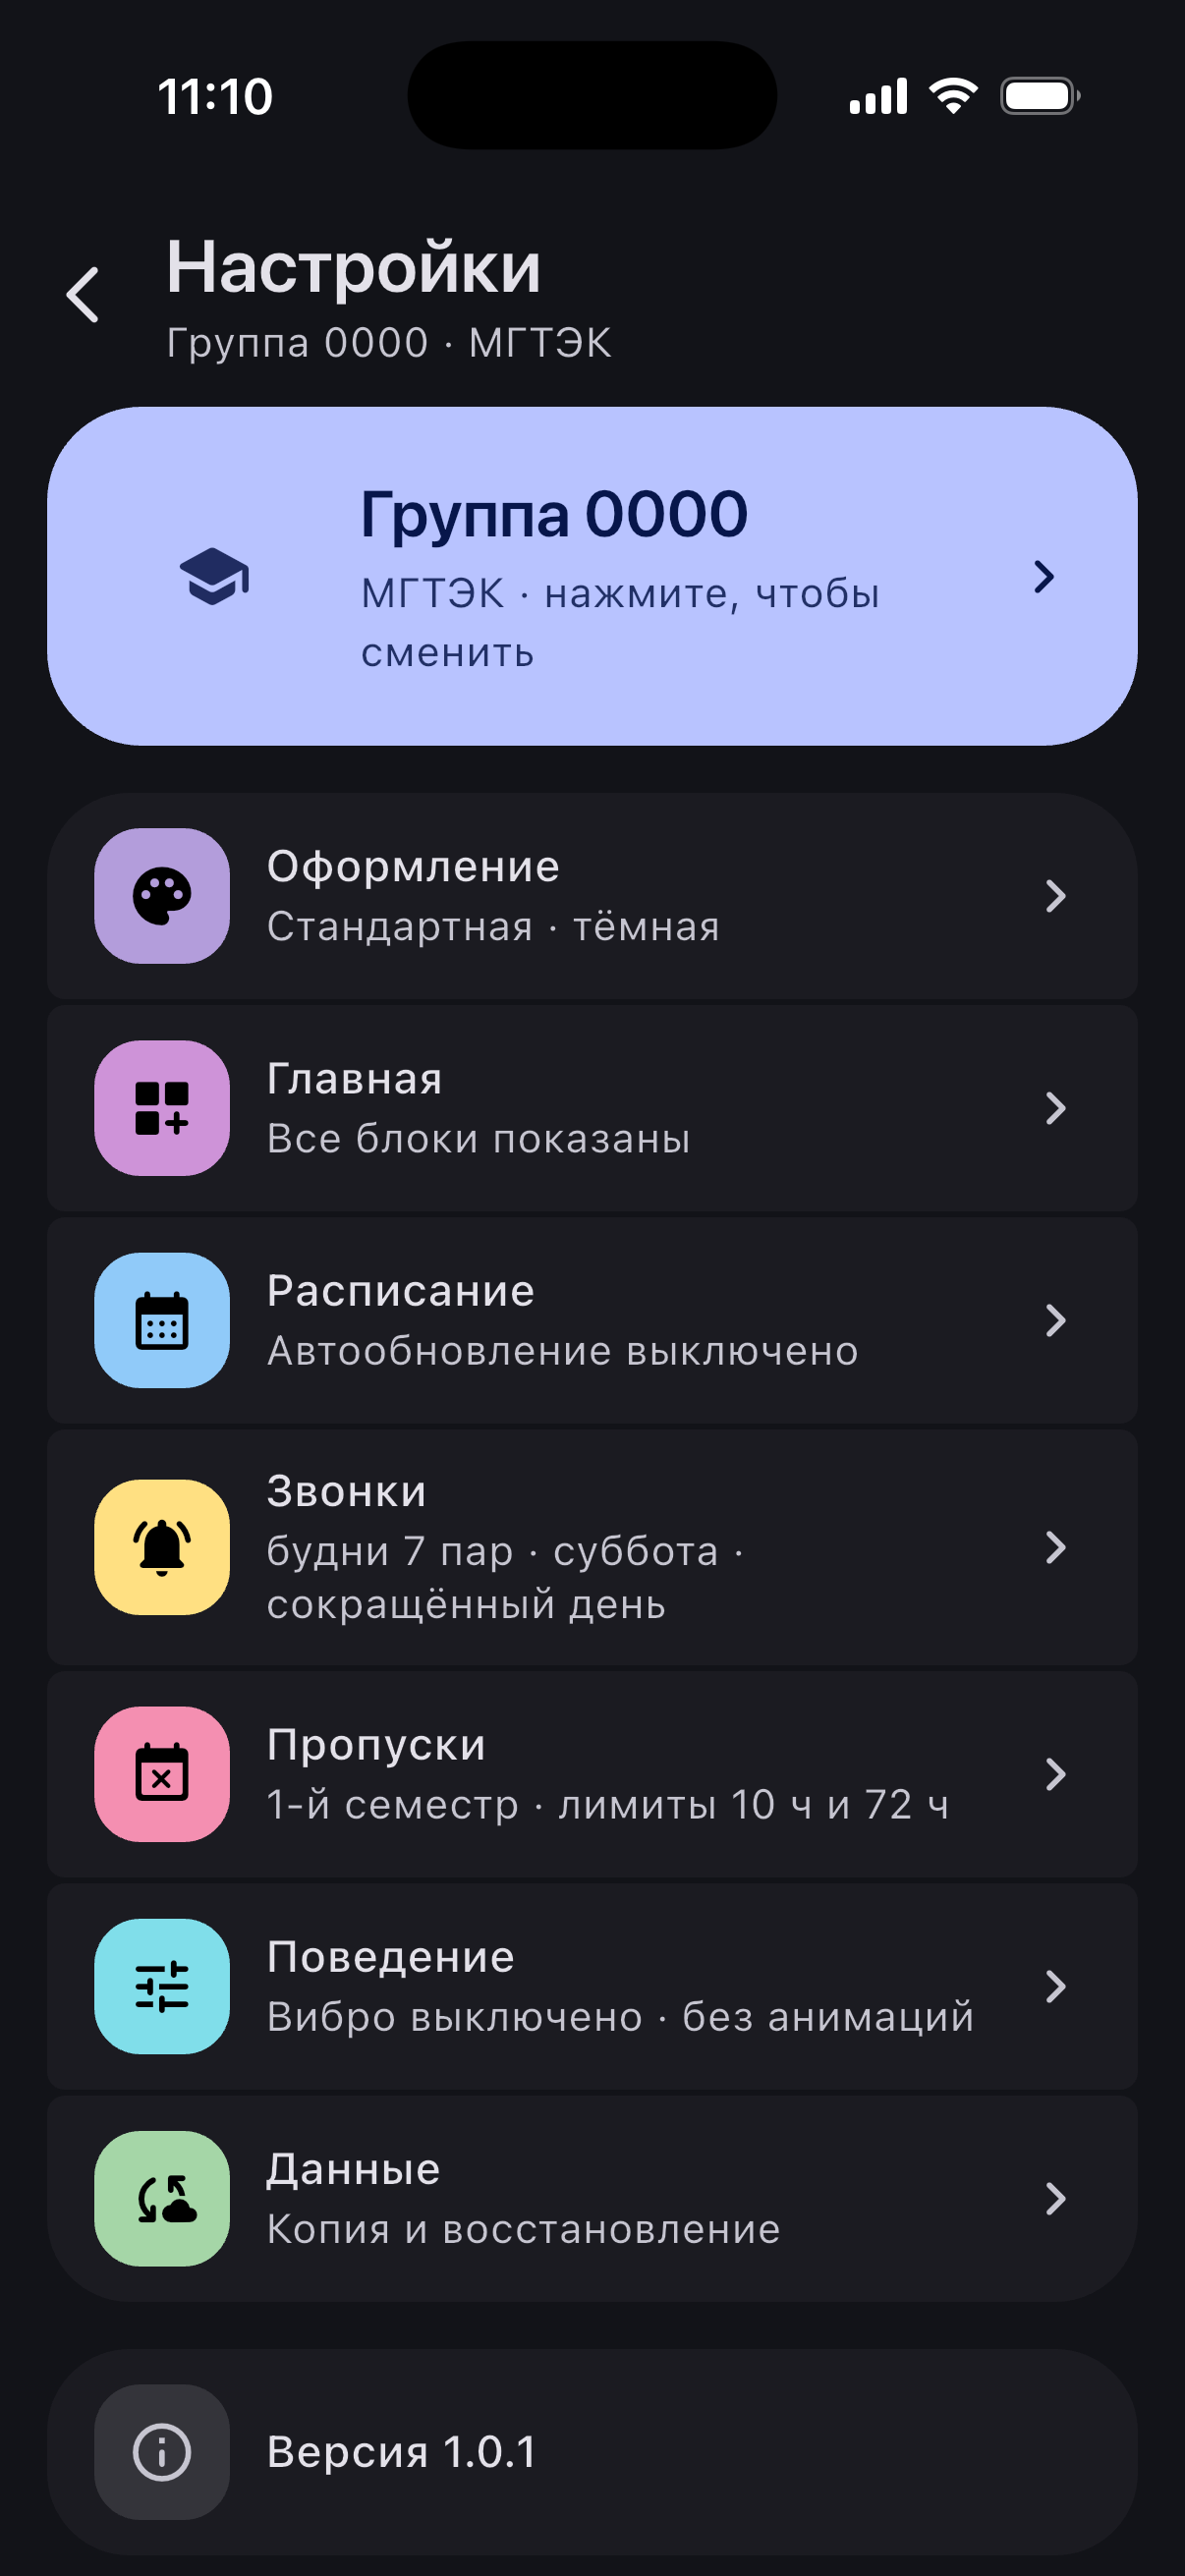 11:10
Настройки
Группа 0000 · МГТЭК
Группа 0000
МГТЭК · нажмите, чтобы
сменить
Оформление
Стандартная · тёмная
Главная
Все блоки показаны
Расписание
Автообновление выключено
Звонки
будни 7 пар · суббота ·
сокращённый день
Пропуски
1-й семестр · лимиты 10 ч и 72 ч
Поведение
Вибро выключено · без анимаций
Данные
Копия и восстановление
Версия 1.0.1